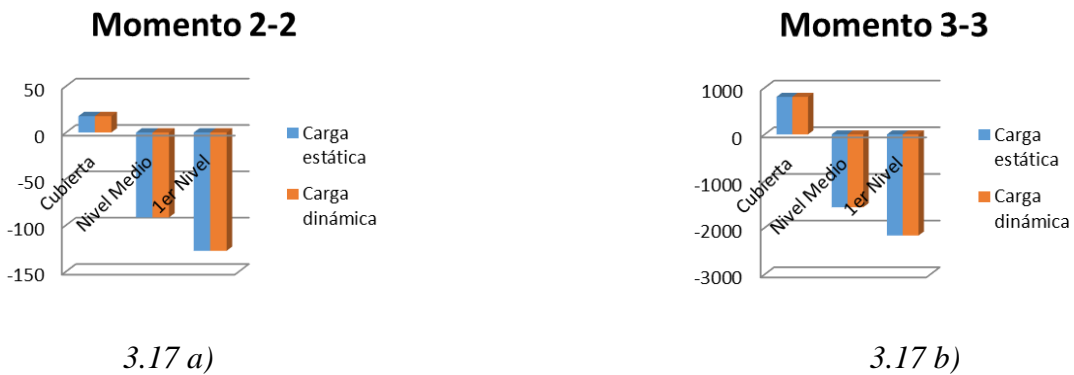 Momento 2-2
50
0
-50
-100
-150
Cubierta
Nivel Medio
1er Nivel
Carga
estática
Carga
dinámica
3.17 a)
Momento 3-3
1000
0
-1000
-2000
-3000
Cubierta
Nivel Medio
1er Nivel
Carga
estática
Carga
dinámica
3.17 b)